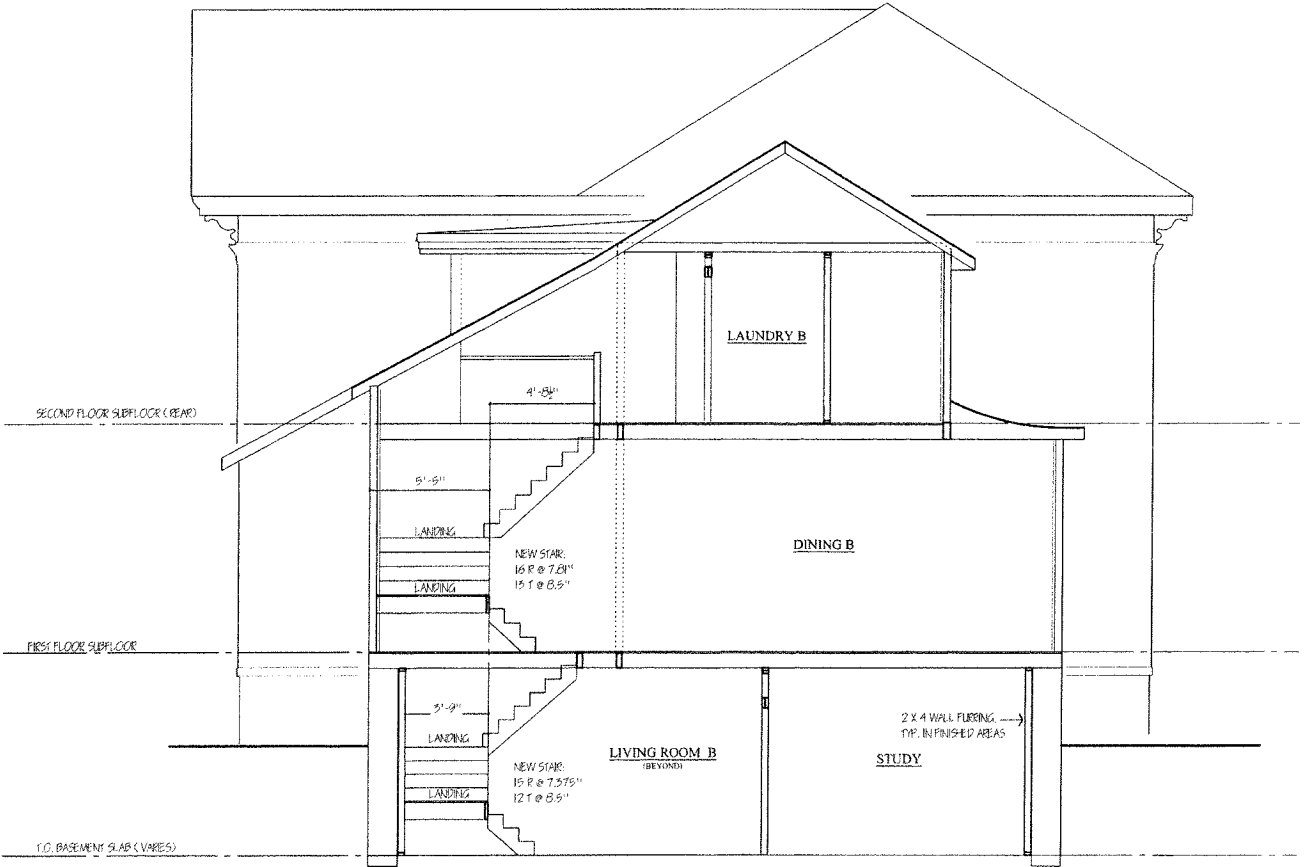 LAUNDRY B
4'-8½"
SECOND FLOOR SUBFLOOR (REAR)
5'-5"
LANDING
NEW STAIR:
16 R @ 7.81"
13 T @ 8.5"
DINING B
LANDING
FIRST FLOOR SUBFLOOR
3'-9"
LANDING
2 X 4 WALL FURRING,
TYP. IN FINISHED AREAS
LIVING ROOM B
(BEYOND)
STUDY
NEW STAIR:
15 R @ 7.375"
12 T @ 8.5"
LANDING
T.O. BASEMENT SLAB (VARIES)